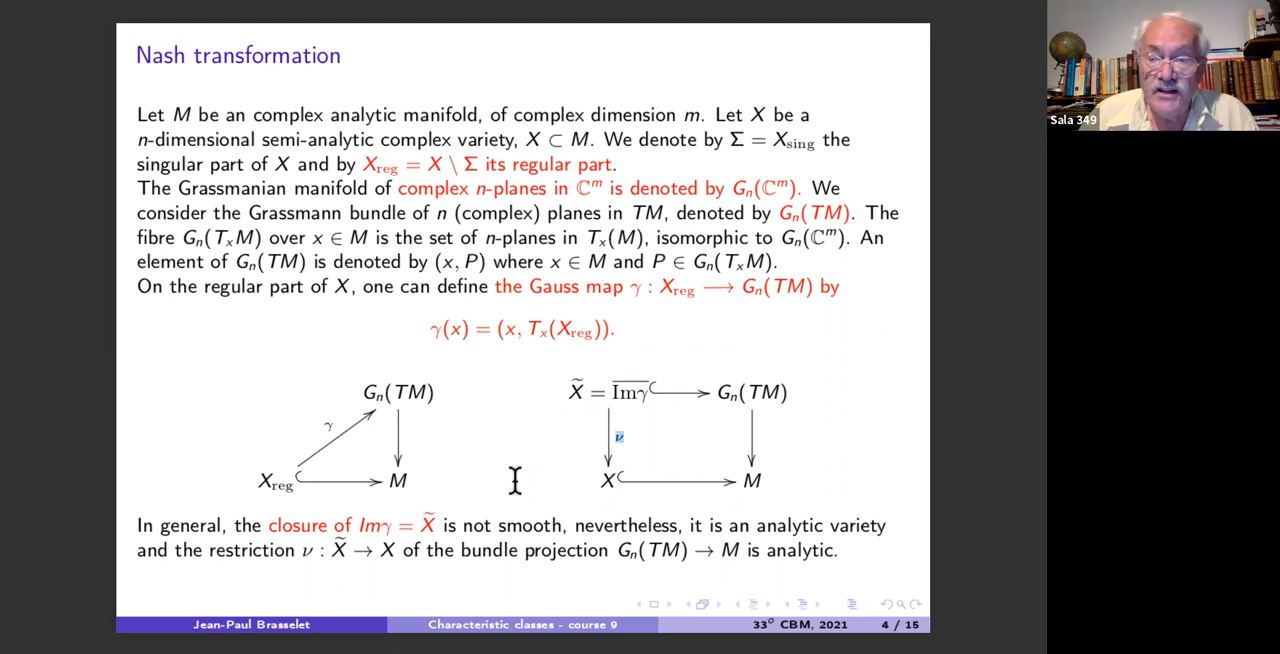 Nash transformation
Let M be an complex analytic manifold, of complex dimension m. Let X be a
n-dimensional semi-analytic complex variety, X ⊂ M. We denote by Σ = X_sing the
singular part of X and by X_reg = X \ Σ its regular part.
The Grassmanian manifold of complex n-planes in ℂ^m is denoted by G_n(ℂ^m). We
consider the Grassmann bundle of n (complex) planes in TM, denoted by G_n(TM). The
fibre G_n(T_xM) over x ∈ M is the set of n-planes in T_x(M), isomorphic to G_n(ℂ^m). An
element of G_n(TM) is denoted by (x, P) where x ∈ M and P ∈ G_n(T_xM).
On the regular part of X, one can define the Gauss map γ : X_reg ⟶ G_n(TM) by
γ(x) = (x, T_x(X_reg)).
G_n(TM)
γ
X_reg
M
X̃ = \overline{Imγ}
G_n(TM)
ν
X
M
In general, the closure of Imγ = X̃ is not smooth, nevertheless, it is an analytic variety
and the restriction ν : X̃ → X of the bundle projection G_n(TM) → M is analytic.
Jean-Paul Brasselet
Characteristic classes - course 9
33° CBM, 2021
4 / 15
Sala 349